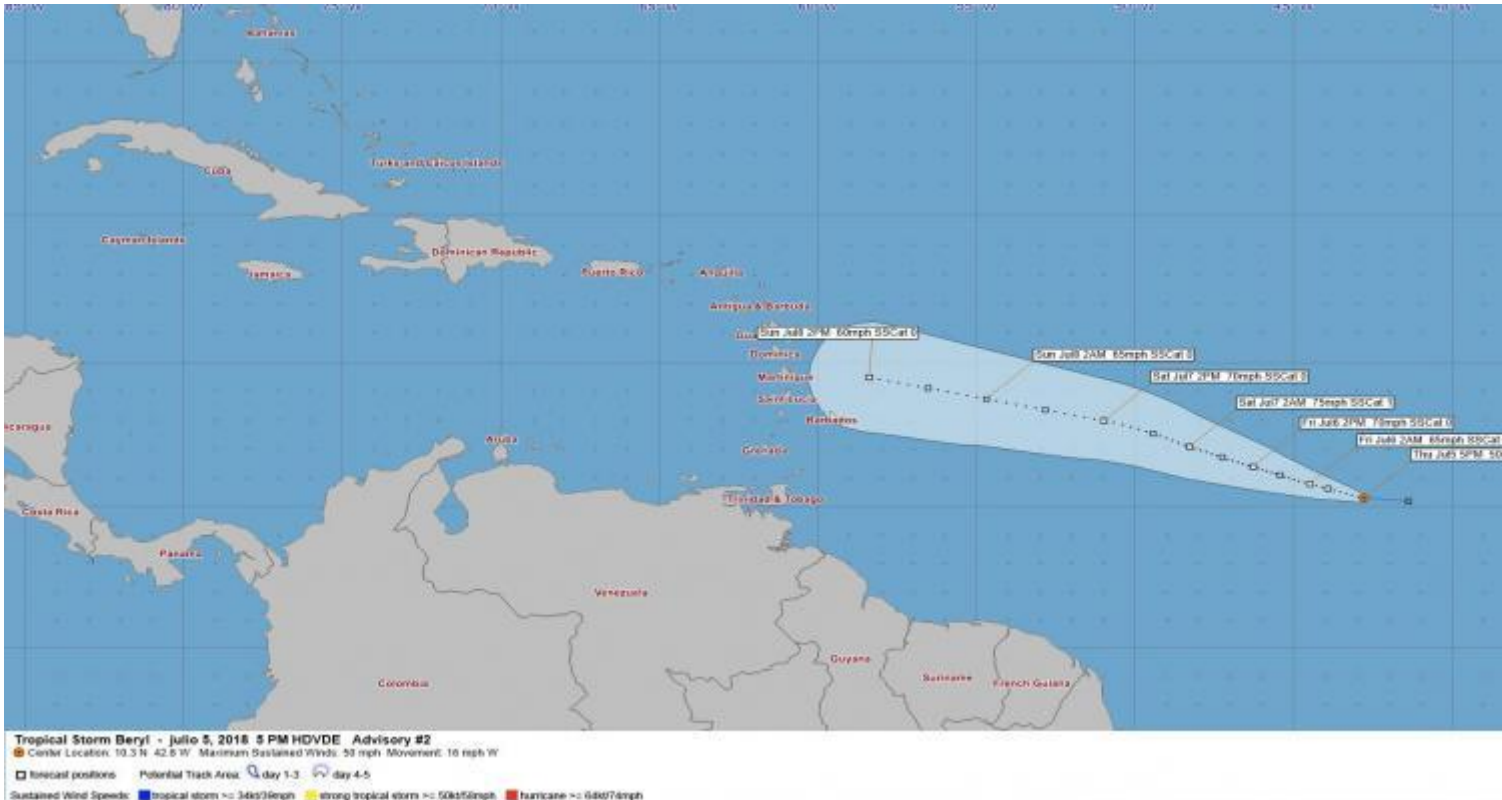 Bahamas
Turks and Caicos Islands
Cuba
Cayman Islands
Jamaica
Dominican Republic
Puerto Rico
Anguilla
Antigua & Barbuda
Sun Jul8 2PM 60mph SSCat 0
Dominica
Sun Jul8 2AM 65mph SSCat 0
Martinique
Sat Jul7 2PM 70mph SSCat 0
Saint Lucia
Sat Jul7 2AM 75mph SSCat 1
Barbados
Fri Jul6 2PM 70mph SSCat 0
icaragua
Aruba
Fri Jul6 2AM 65mph SSCat
Grenada
Thu Jul5 5PM 50
Trinidad & Tobago
Costa Rica
Panama
Venezuela
Guyana
Suriname
French Guiana
Colombia
Tropical Storm Beryl - julio 5, 2018 5 PM HDVDE Advisory #2
Center Location: 10.3 N 42.8 W Maximum Sustained Winds: 50 mph Movement: 16 mph W
forecast positions Potential Track Area: day 1-3 day 4-5
Sustained Wind Speeds: tropical storm >= 34kt/39mph strong tropical storm >= 50kt/58mph hurricane >= 64kt/74mph